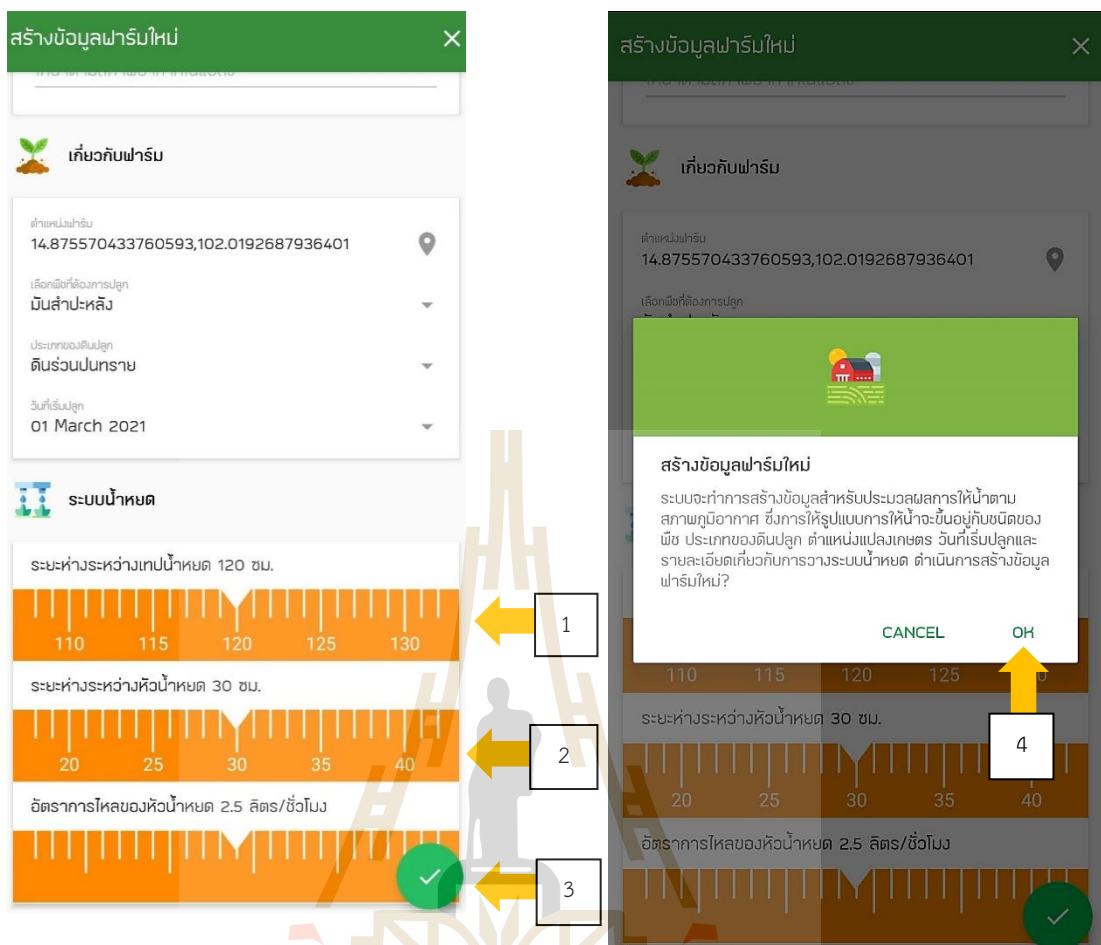 สร้างข้อมูลฟาร์มใหม่
เกี่ยวกับฟาร์ม
ตำแหน่งฟาร์ม
14.875570433760593,102.0192687936401
เลือกพืชที่ต้องการปลูก
มันสำปะหลัง
ประเภทของดินปลูก
ดินร่วนปนทราย
วันที่เริ่มปลูก
01 March 2021
ระบบน้ำหยด
ระยะห่างระหว่างเทปน้ำหยด 120 ซม.
110 115 120 125 130
ระยะห่างระหว่างหัวน้ำหยด 30 ซม.
20 25 30 35 40
อัตราการไหลของหัวน้ำหยด 2.5 ลิตร/ชั่วโมง
1
2
3
สร้างข้อมูลฟาร์มใหม่
เกี่ยวกับฟาร์ม
ตำแหน่งฟาร์ม
14.875570433760593,102.0192687936401
เลือกพืชที่ต้องการปลูก
สร้างข้อมูลฟาร์มใหม่
ระบบจะทำการสร้างข้อมูลสำหรับประมวลผลการให้น้ำตาม
สภาพภูมิอากาศ ซึ่งการให้รูปแบบการให้น้ำจะขึ้นอยู่กับชนิดของ
พืช ประเภทของดินปลูก ตำแหน่งแปลงเกษตร วันที่เริ่มปลูกและ
รายละเอียดเกี่ยวกับการวางระบบน้ำหยด ดำเนินการสร้างข้อมูล
ฟาร์มใหม่?
CANCEL OK
110 115 120 125
ระยะห่างระหว่างหัวน้ำหยด 30 ซม.
4
20 25 30 35 40
อัตราการไหลของหัวน้ำหยด 2.5 ลิตร/ชั่วโมง